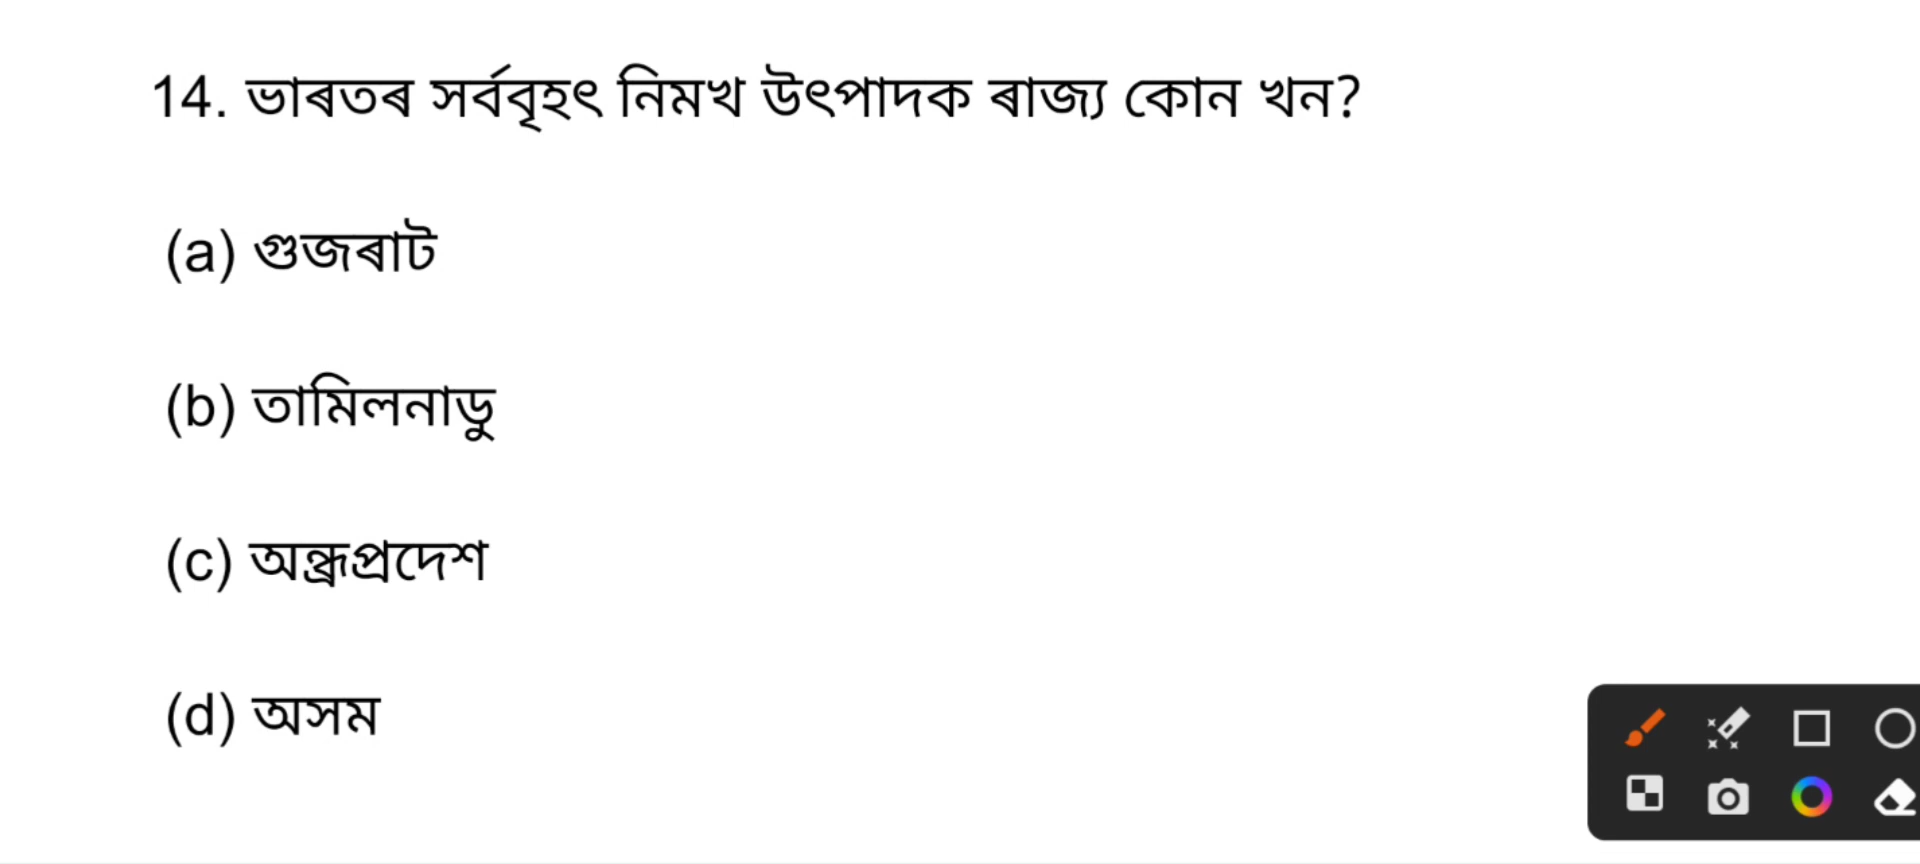 14. ভাৰতৰ সৰ্ববৃহৎ নিমখ উৎপাদক ৰাজ্য কোন খন?
(a) গুজৰাট
(b) তামিলনাডু
(c) অন্ধ্ৰপ্ৰদেশ
(d) অসম